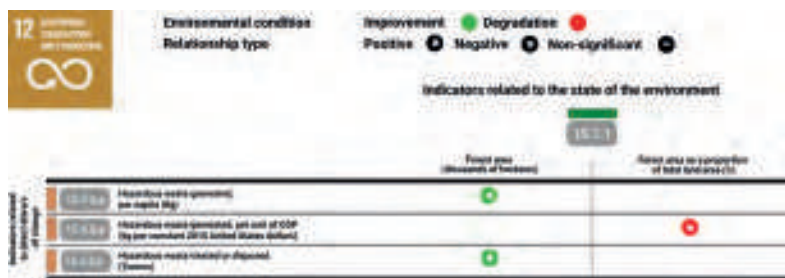 12
Environmental condition
Improvement Degradation
Relationship type
Positive Negative Non-significant
Indicators related to the state of the environment
15.1.1
Forest area
(thousands of hectares)
Forest area as a proportion
of total land area (%)
Hazardous waste generated,
per capita (kg)
Hazardous waste generated, per unit of GDP
(kg per constant 2015 United States dollars)
Hazardous waste treated or disposed
(Tonnes)